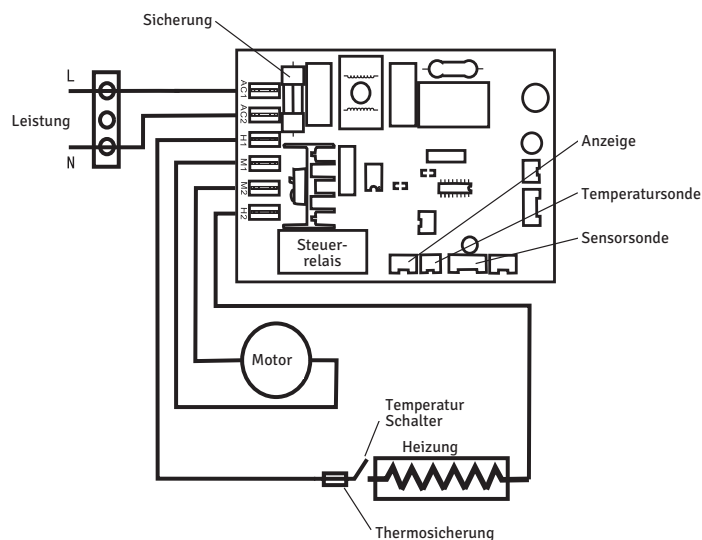 Sicherung
L
Leistung
N
AC1
AC2
H1
M1
M2
H2
Anzeige
Temperatursonde
Sensorsonde
Steuer-
relais
Motor
Temperatur
Schalter
Heizung
Thermosicherung